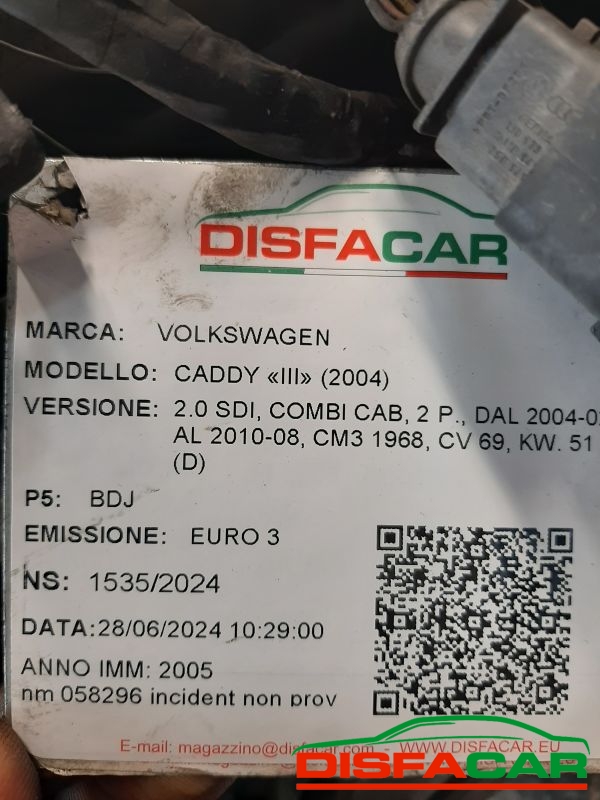 DISFACAR
MARCA: VOLKSWAGEN
MODELLO: CADDY «III» (2004)
VERSIONE: 2.0 SDI, COMBI CAB, 2 P., DAL 2004-0
AL 2010-08, CM3 1968, CV 69, KW. 51
(D)
P5: BDJ
EMISSIONE: EURO 3
NS: 1535/2024
DATA:28/06/2024 10:29:00
ANNO IMM: 2005
nm 058296 incident non prov
E-mail: magazzino@disfacar.com - WWW.DISFACAR.EU
DISFACAR